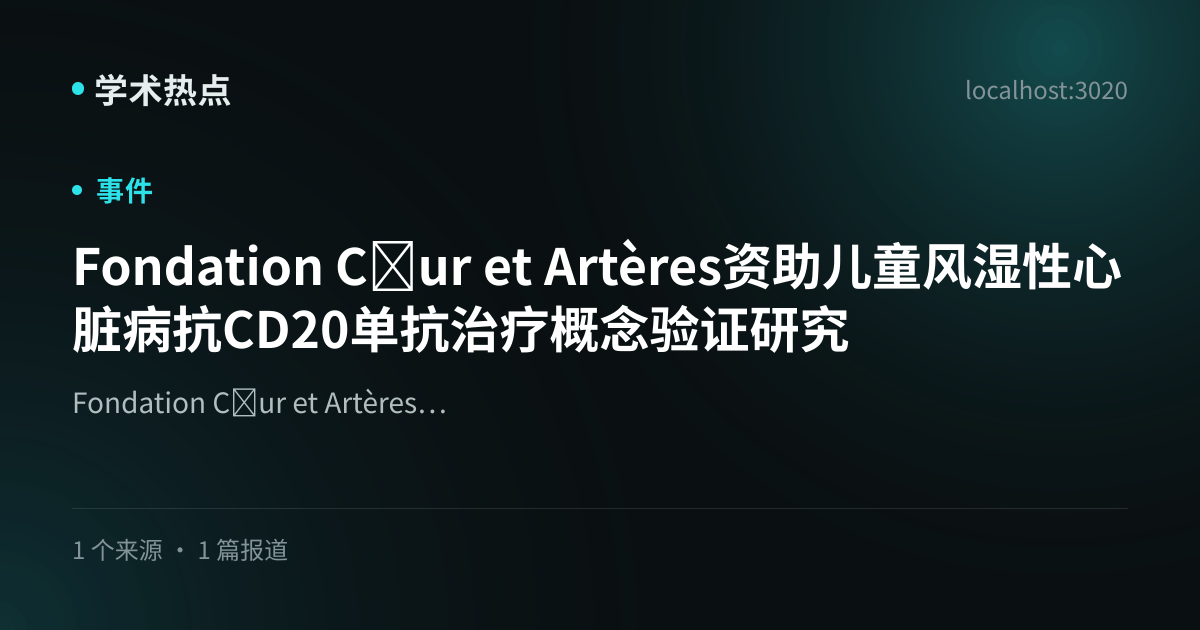 学术热点
localhost:3020
事件
Fondation C☒ur et Artères资助儿童风湿性心
脏病抗CD20单抗治疗概念验证研究
Fondation C☒ur et Artères…
1 个来源 · 1 篇报道